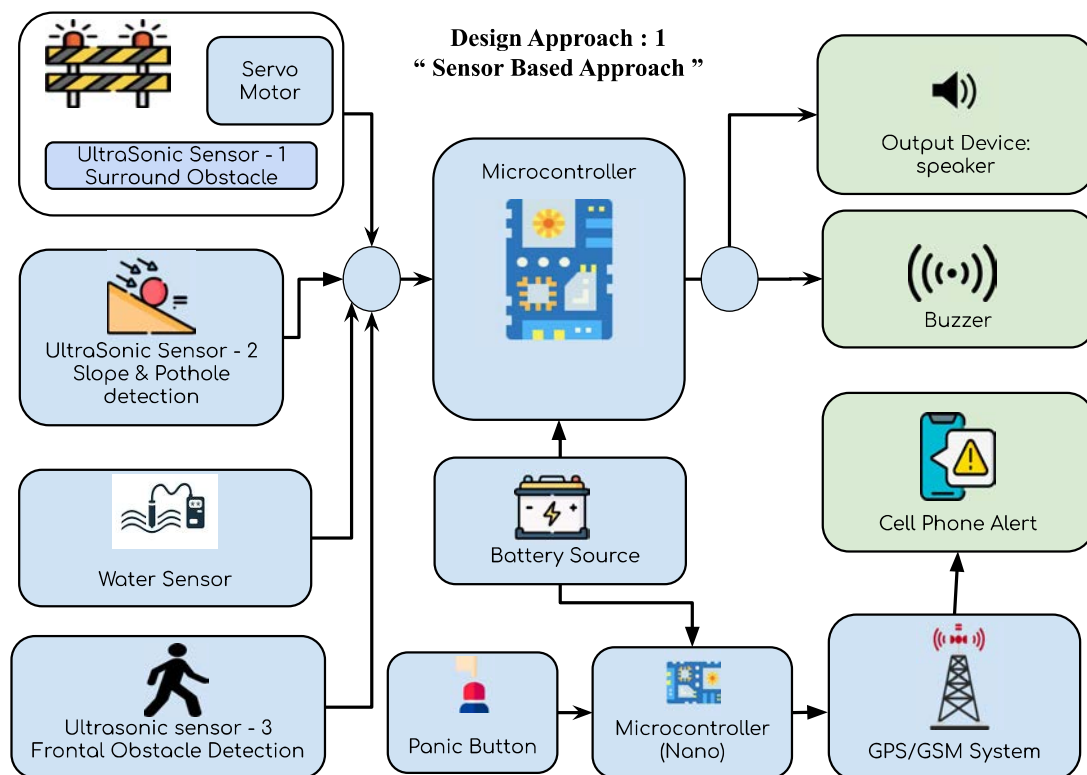 Design Approach : 1
“ Sensor Based Approach ”
Servo
Motor
UltraSonic Sensor - 1
Surround Obstacle
UltraSonic Sensor - 2
Slope & Pothole
detection
Water Sensor
Ultrasonic sensor - 3
Frontal Obstacle Detection
Microcontroller
Battery Source
Panic Button
Microcontroller
(Nano)
Output Device:
speaker
Buzzer
Cell Phone Alert
GPS/GSM System